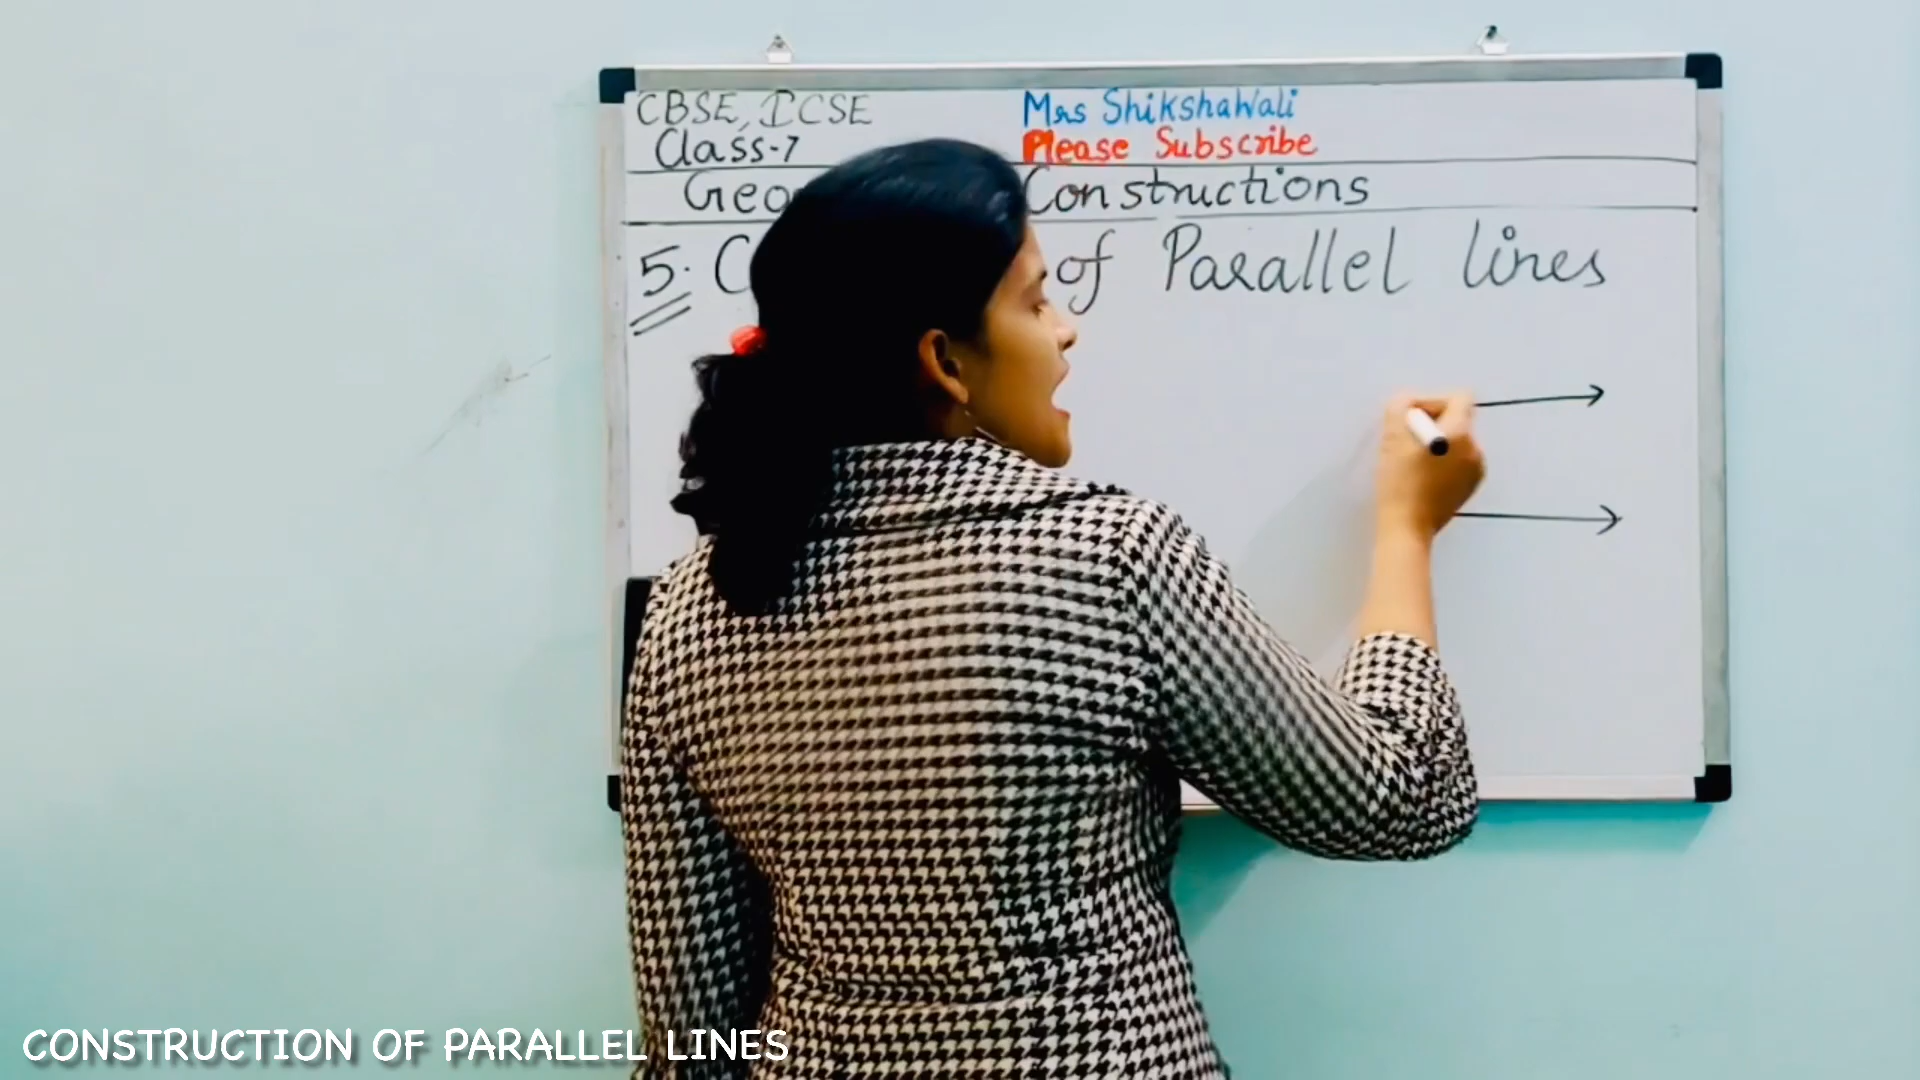 CBSE, ICSE
Mrs ShikshaWali
Class-7
Please Subscribe
Geo Constructions
5. C of Parallel lines
CONSTRUCTION OF PARALLEL LINES